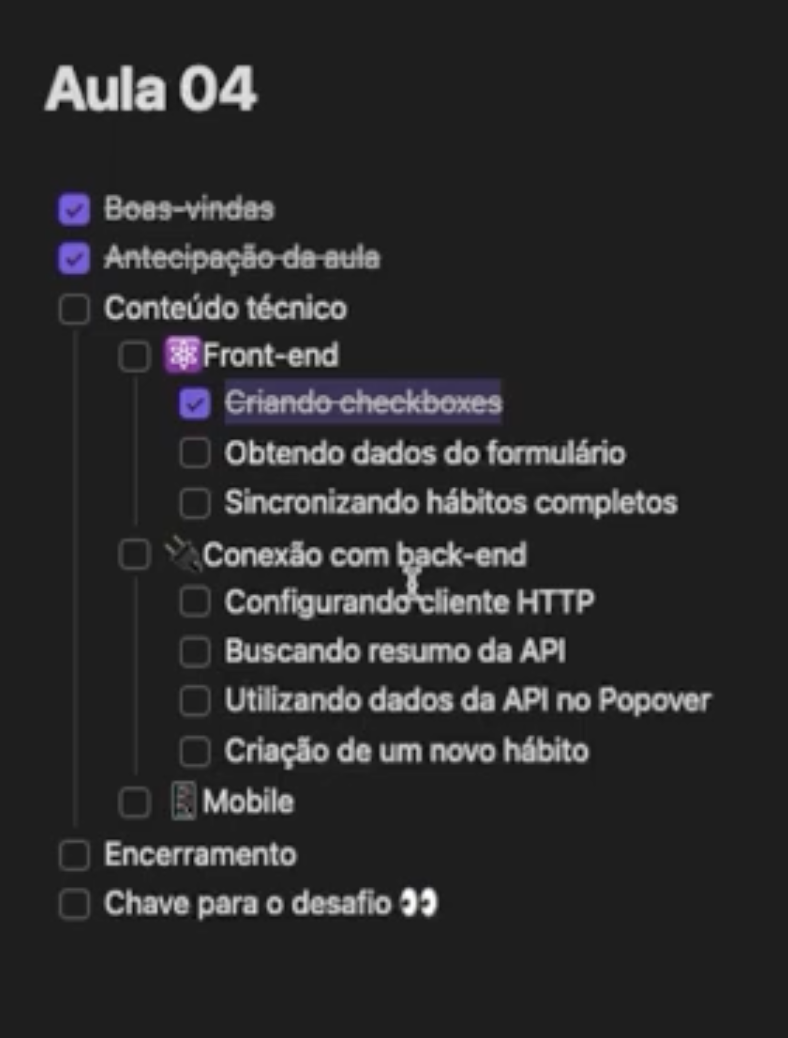 Aula 04
Boas-vindas
Antecipação da aula
Conteúdo técnico
⚛️Front-end
Criando checkboxes
Obtendo dados do formulário
Sincronizando hábitos completos
🔌Conexão com back-end
Configurando cliente HTTP
Buscando resumo da API
Utilizando dados da API no Popover
Criação de um novo hábito
📱Mobile
Encerramento
Chave para o desafio 👀